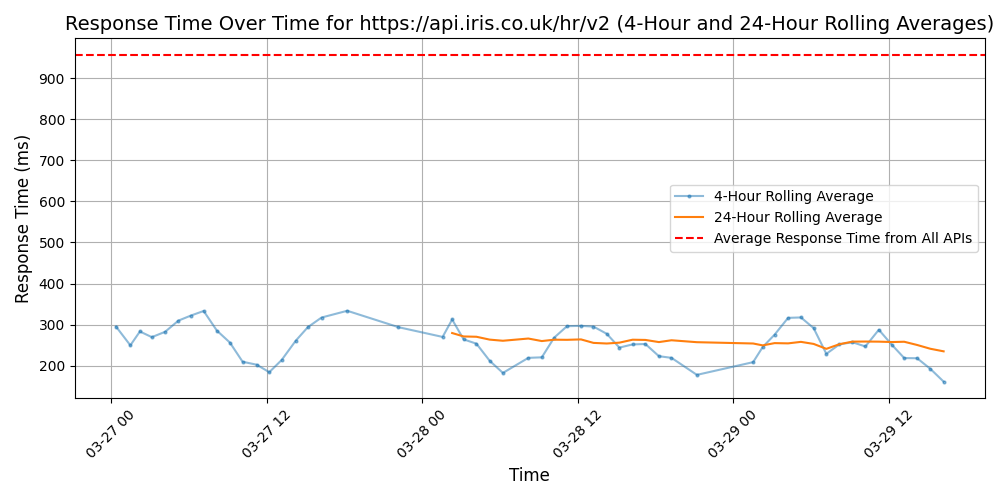 Response Time Over Time for https://api.iris.co.uk/hr/v2 (4-Hour and 24-Hour Rolling Averages)
Response Time (ms)
900
800
700
600
500
400
300
200
4-Hour Rolling Average
24-Hour Rolling Average
Average Response Time from All APIs
03-27 00
03-27 12
03-28 00
03-28 12
03-29 00
03-29 12
Time